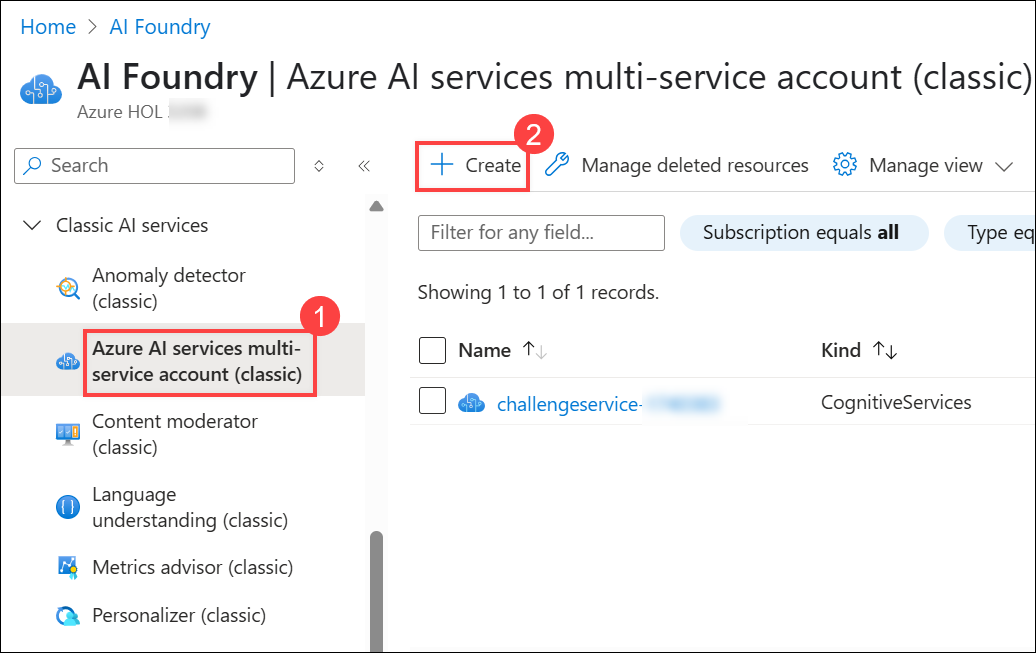 Home > AI Foundry
AI Foundry | Azure AI services multi-service account (classic)
Azure HOL
Search
2
+ Create
Manage deleted resources
Manage view
Classic AI services
Filter for any field...
Subscription equals all
Type eq
Anomaly detector
(classic)
Showing 1 to 1 of 1 records.
1
Azure AI services multi-
service account (classic)
Name ↑↓
Kind ↑↓
challengeservice-
CognitiveServices
Content moderator
(classic)
Language
understanding (classic)
Metrics advisor (classic)
Personalizer (classic)